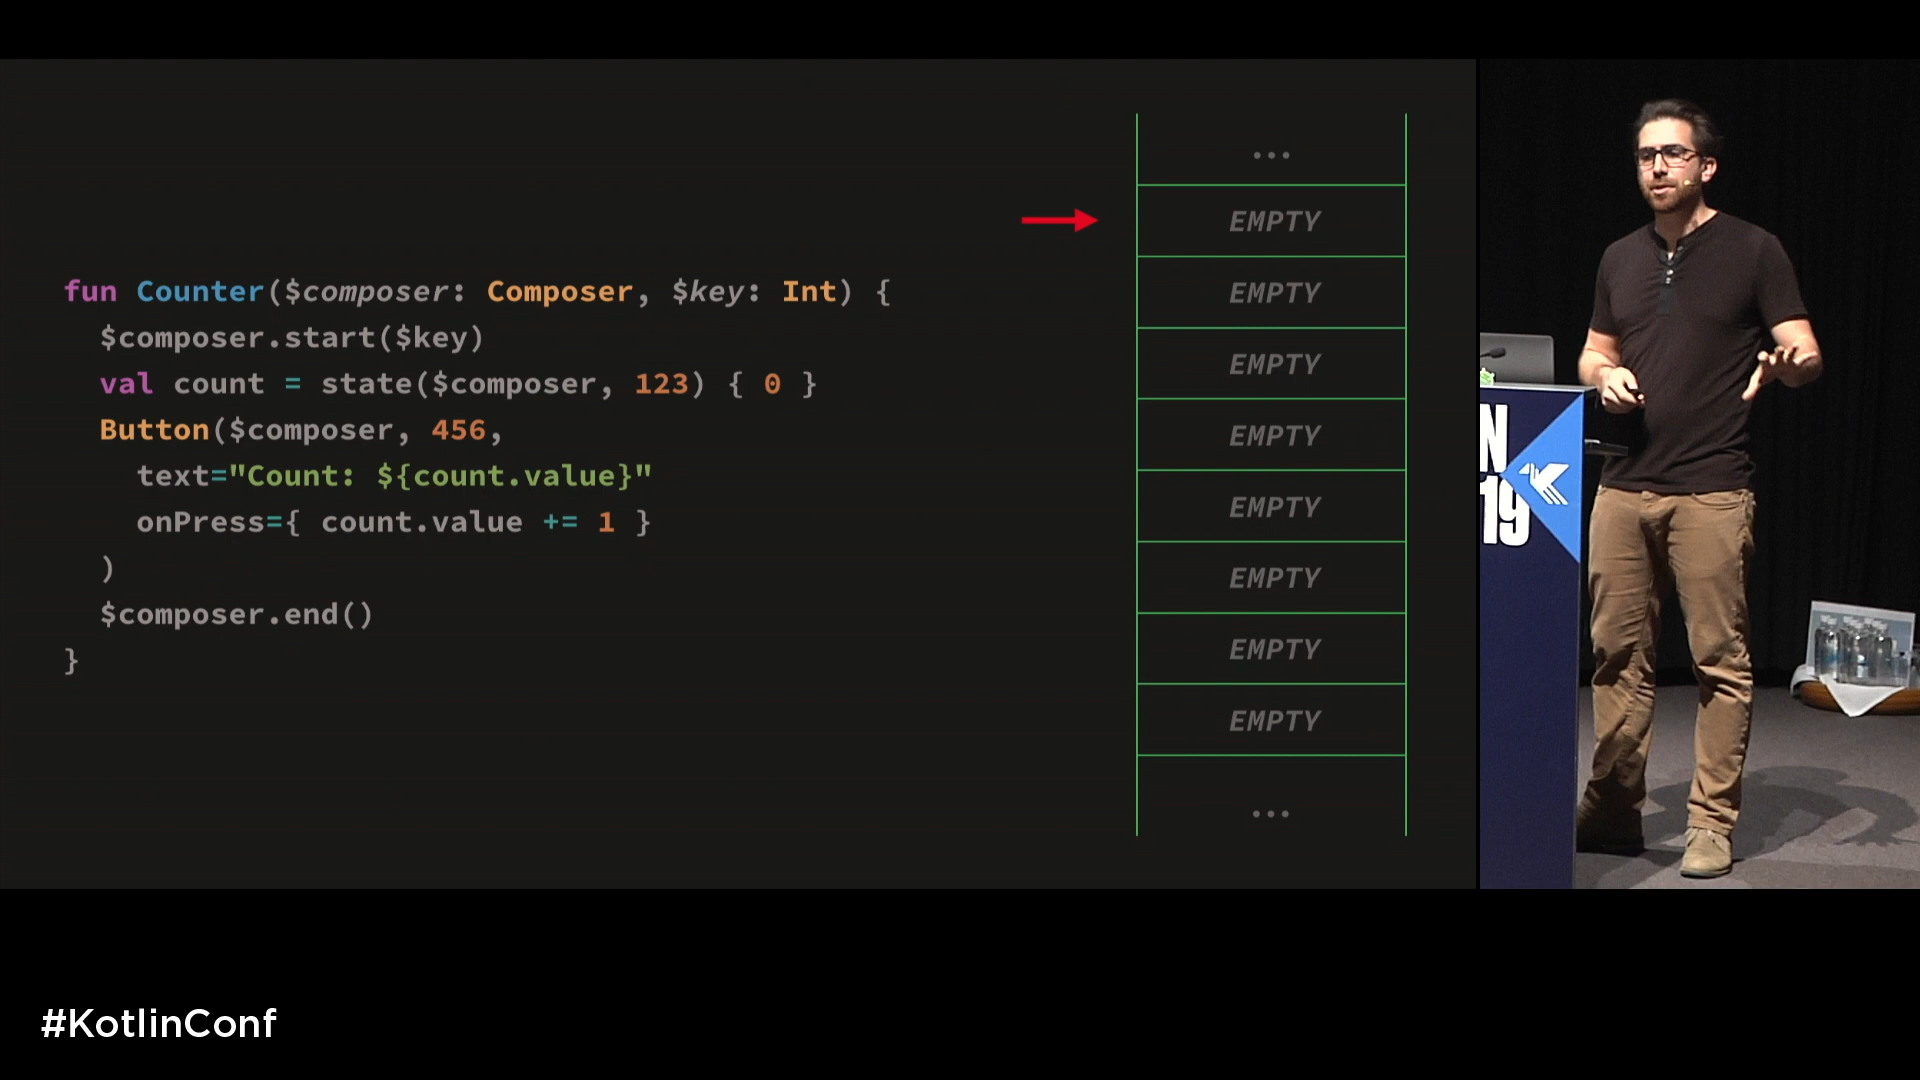 fun Counter($composer: Composer, $key: Int) {
$composer.start($key)
val count = state($composer, 123) { 0 }
Button($composer, 456,
text="Count: ${count.value}"
onPress={ count.value += 1 }
)
$composer.end()
}
...
EMPTY
EMPTY
EMPTY
EMPTY
EMPTY
EMPTY
EMPTY
EMPTY
...
N
19
#KotlinConf